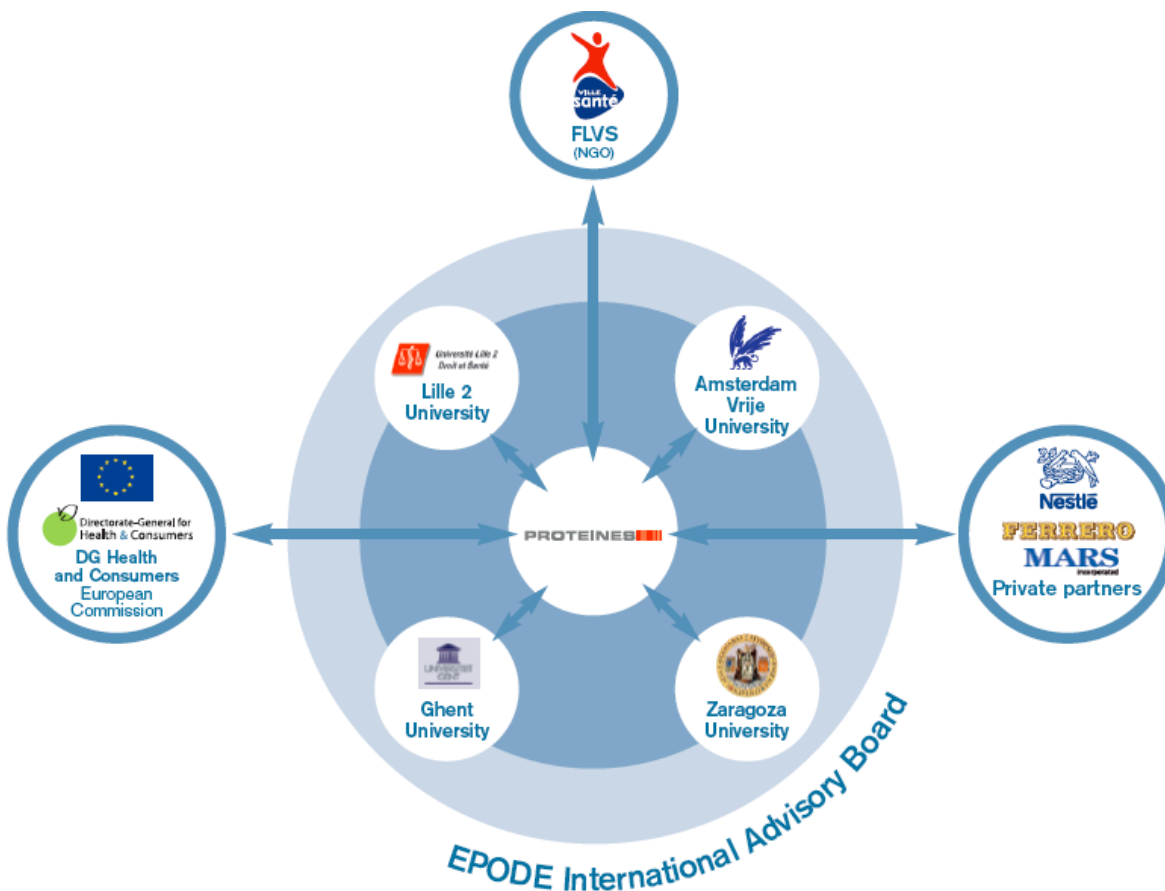 VILLE
santé
FLVS
(NGO)
Université Lille 2
Droit et Santé
Lille 2
University
Amsterdam
Vrije
University
Directorate-General for
Health & Consumers
DG Health
and Consumers
European
Commission
PROTEINES
Nestlé
FERRERO
MARS
incorporated
Private partners
UNIVERSITEIT
GENT
Ghent
University
Zaragoza
University
EPODE International Advisory Board